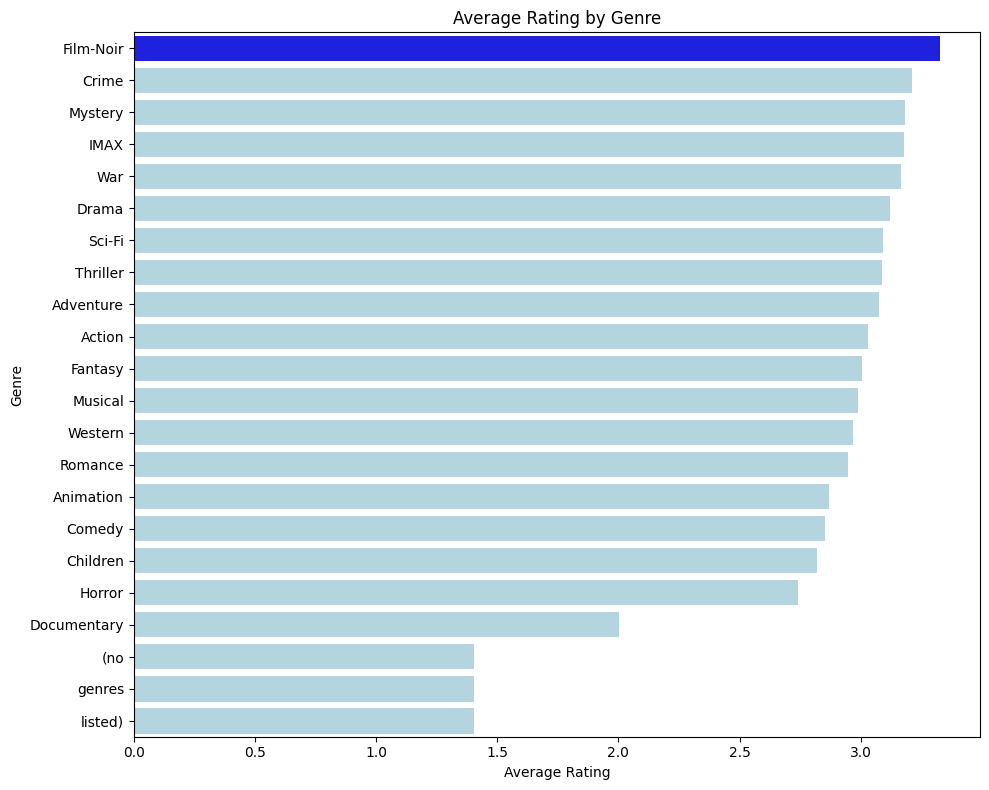 Average Rating by Genre
Film-Noir
Crime
Mystery
IMAX
War
Drama
Sci-Fi
Thriller
Adventure
Action
Fantasy
Musical
Western
Romance
Animation
Comedy
Children
Horror
Documentary
(no
genres
listed)
Genre
0.0 0.5 1.0 1.5 2.0 2.5 3.0
Average Rating